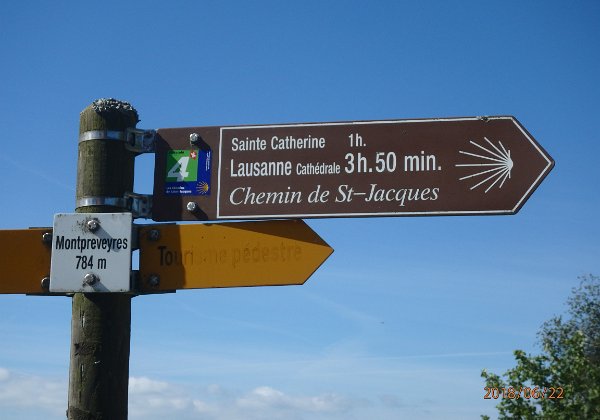 Sainte Catherine 1h.
Lausanne Cathédrale 3h.50 min.
Chemin de St-Jacques
4
Montpreveyres
784 m
Tourisme pédestre
2018/06/22